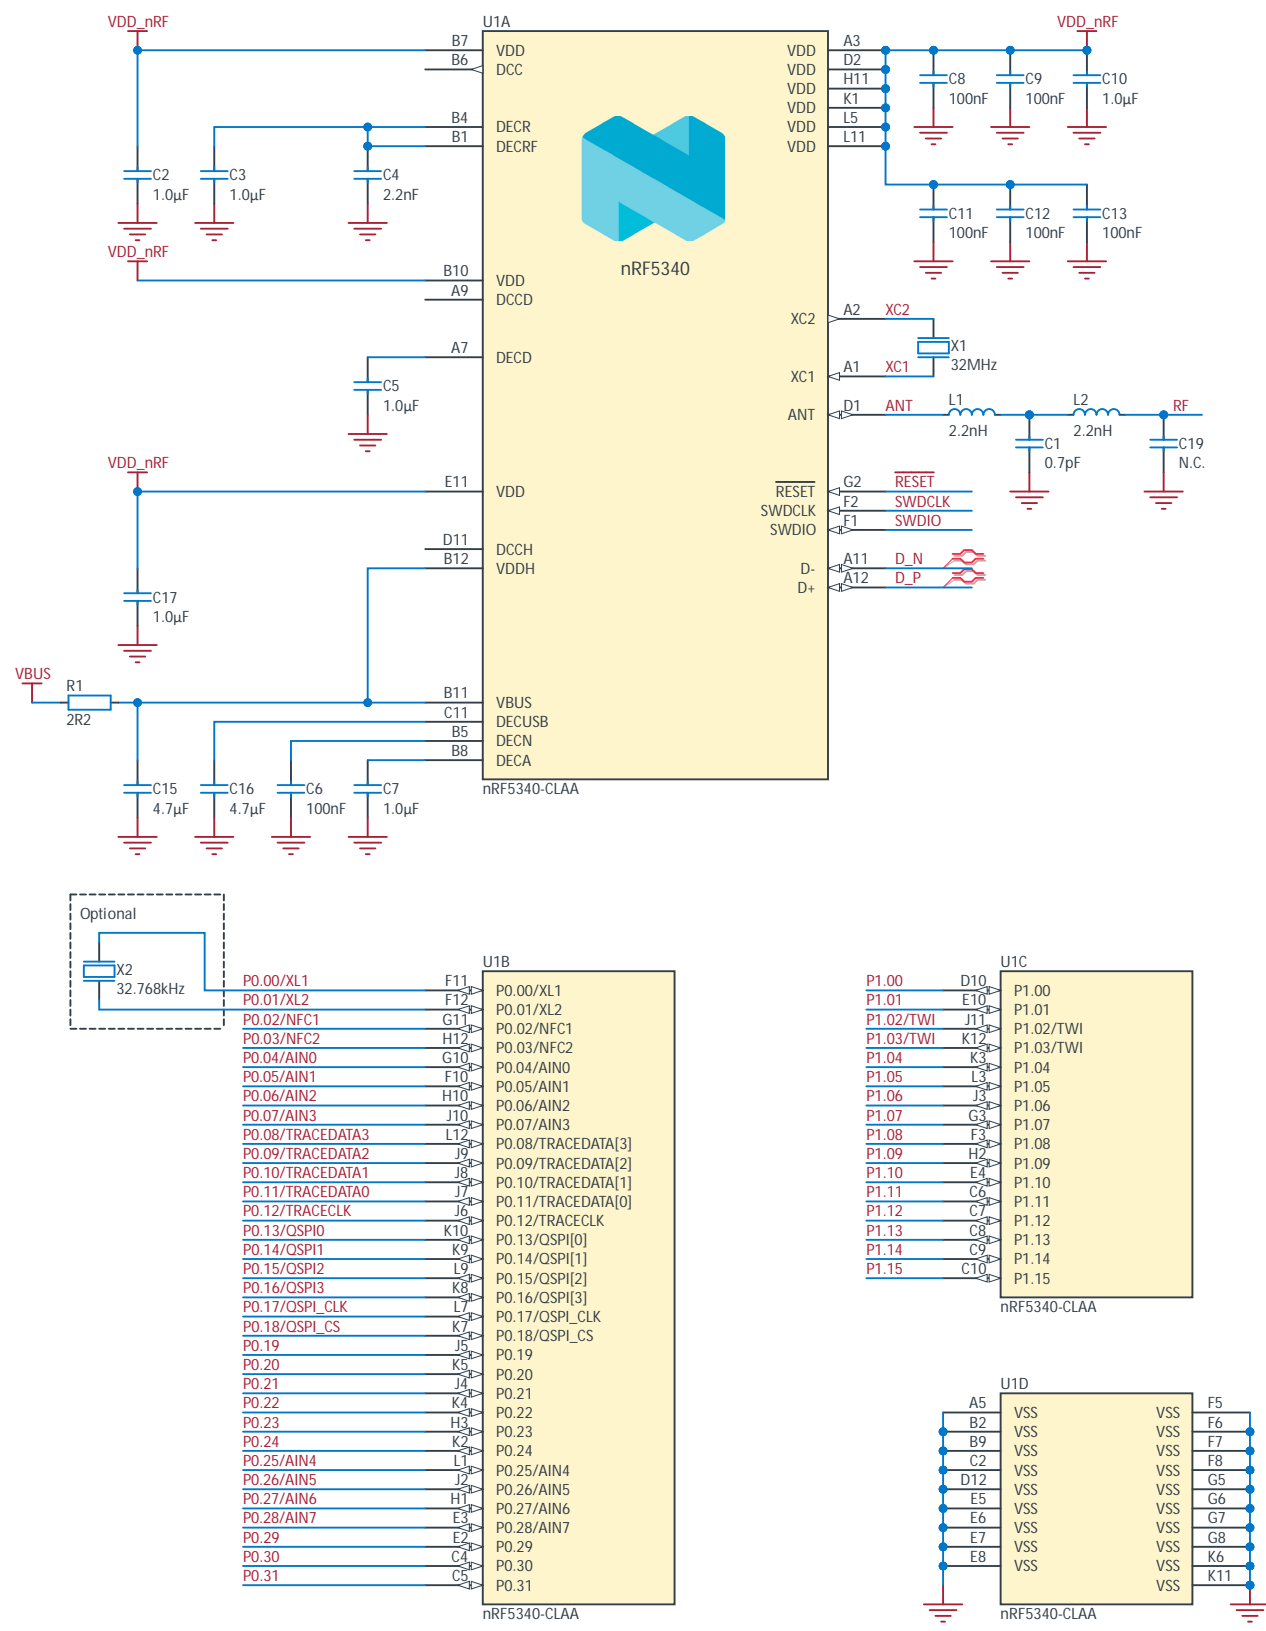 VDD_nRF
U1A
VDD_nRF
B7 VDD
B6 DCC
B4 DECR
B1 DECRF
C2 1.0µF
C3 1.0µF
C4 2.2nF
VDD_nRF
B10 VDD
A9 DCCD
A7 DECD
C5 1.0µF
VDD_nRF
E11 VDD
D11 DCCH
B12 VDDH
C17 1.0µF
VBUS
R1 2R2
B11 VBUS
C11 DECUSB
B5 DECN
B8 DECA
C15 4.7µF
C16 4.7µF
C6 100nF
C7 1.0µF
nRF5340
nRF5340-CLAA
VDD A3
VDD D2
VDD H11
VDD K1
VDD L5
VDD L11
C8 100nF
C9 100nF
C10 1.0µF
C11 100nF
C12 100nF
C13 100nF
XC2 A2 XC2
X1 32MHz
XC1 A1 XC1
ANT D1 ANT
L1 2.2nH
C1 0.7pF
L2 2.2nH
RF
C19 N.C.
RESET G2 RESET
SWDCLK F2 SWDCLK
SWDIO F1 SWDIO
D- A11 D_N
D+ A12 D_P
Optional
X2
32.768kHz
U1B
P0.00/XL1 F11 P0.00/XL1
P0.01/XL2 F12 P0.01/XL2
P0.02/NFC1 G11 P0.02/NFC1
P0.03/NFC2 H12 P0.03/NFC2
P0.04/AIN0 G10 P0.04/AIN0
P0.05/AIN1 F10 P0.05/AIN1
P0.06/AIN2 H10 P0.06/AIN2
P0.07/AIN3 J10 P0.07/AIN3
P0.08/TRACEDATA3 L12 P0.08/TRACEDATA[3]
P0.09/TRACEDATA2 J9 P0.09/TRACEDATA[2]
P0.10/TRACEDATA1 J8 P0.10/TRACEDATA[1]
P0.11/TRACEDATA0 J7 P0.11/TRACEDATA[0]
P0.12/TRACECLK J6 P0.12/TRACECLK
P0.13/QSPI0 K10 P0.13/QSPI[0]
P0.14/QSPI1 K9 P0.14/QSPI[1]
P0.15/QSPI2 L9 P0.15/QSPI[2]
P0.16/QSPI3 K8 P0.16/QSPI[3]
P0.17/QSPI_CLK L7 P0.17/QSPI_CLK
P0.18/QSPI_CS K7 P0.18/QSPI_CS
P0.19 J5 P0.19
P0.20 K5 P0.20
P0.21 J4 P0.21
P0.22 K4 P0.22
P0.23 H3 P0.23
P0.24 K2 P0.24
P0.25/AIN4 L1 P0.25/AIN4
P0.26/AIN5 J2 P0.26/AIN5
P0.27/AIN6 H1 P0.27/AIN6
P0.28/AIN7 E3 P0.28/AIN7
P0.29 E2 P0.29
P0.30 C4 P0.30
P0.31 C5 P0.31
nRF5340-CLAA
U1C
P1.00 D10 P1.00
P1.01 E10 P1.01
P1.02/TWI J11 P1.02/TWI
P1.03/TWI K12 P1.03/TWI
P1.04 K3 P1.04
P1.05 L3 P1.05
P1.06 J3 P1.06
P1.07 G3 P1.07
P1.08 F3 P1.08
P1.09 H2 P1.09
P1.10 E4 P1.10
P1.11 C6 P1.11
P1.12 C7 P1.12
P1.13 C8 P1.13
P1.14 C9 P1.14
P1.15 C10 P1.15
nRF5340-CLAA
U1D
A5 VSS VSS F5
B2 VSS VSS F6
B9 VSS VSS F7
C2 VSS VSS F8
D12 VSS VSS G5
E5 VSS VSS G6
E6 VSS VSS G7
E7 VSS VSS G8
E8 VSS VSS K6
VSS K11
nRF5340-CLAA